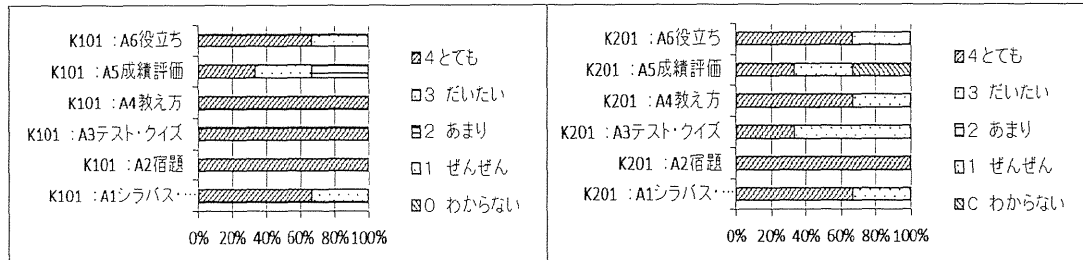 K101 :A6役立ち
K101 :A5成績評価
K101 :A4教え方
K101 :A3テスト・クイズ
K101 :A2宿題
K101 :A1シラバス・…
0% 20% 40% 60% 80%100%
4とても
3 だいたい
2 あまり
1 ぜんぜん
0 わからない
K201 :A6役立ち
K201 :A5成績評価
K201 :A4教え方
K201 :A3テスト・クイズ
K201 :A2宿題
K201 :A1シラバス・…
0% 20% 40% 60% 80% 100%
4とても
3 だいたい
2 あまり
1 ぜんぜん
C わからない